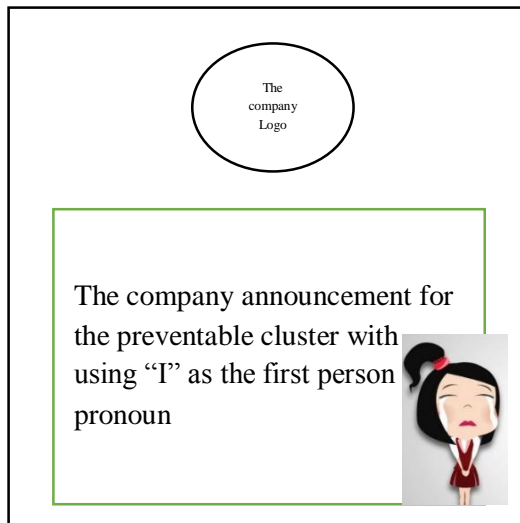 The
company
Logo
The company announcement for
the preventable cluster with
using “I” as the first person
pronoun